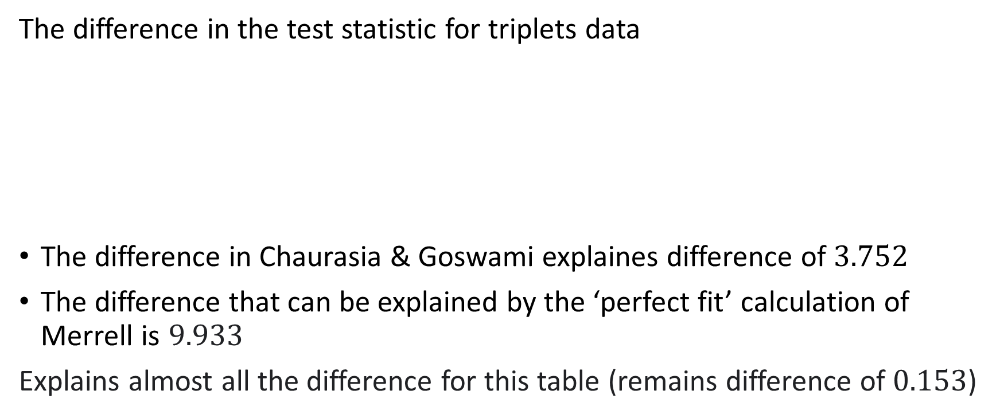 The difference in the test statistic for triplets data
• The difference in Chaurasia & Goswami explaines difference of 3.752
• The difference that can be explained by the ‘perfect fit’ calculation of
Merrell is 9.933
Explains almost all the difference for this table (remains difference of 0.153)